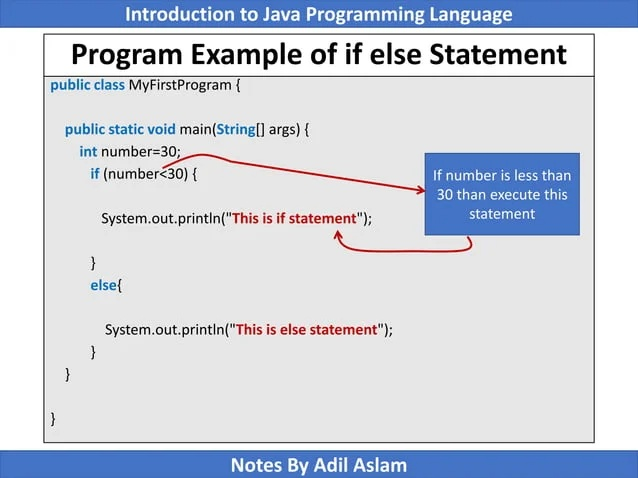 Introduction to Java Programming Language
Program Example of if else Statement
public class MyFirstProgram {
public static void main(String[] args) {
int number=30;
if (number<30) {
System.out.println("This is if statement");
}
else{
System.out.println("This is else statement");
}
}
}
If number is less than
30 than execute this
statement
Notes By Adil Aslam